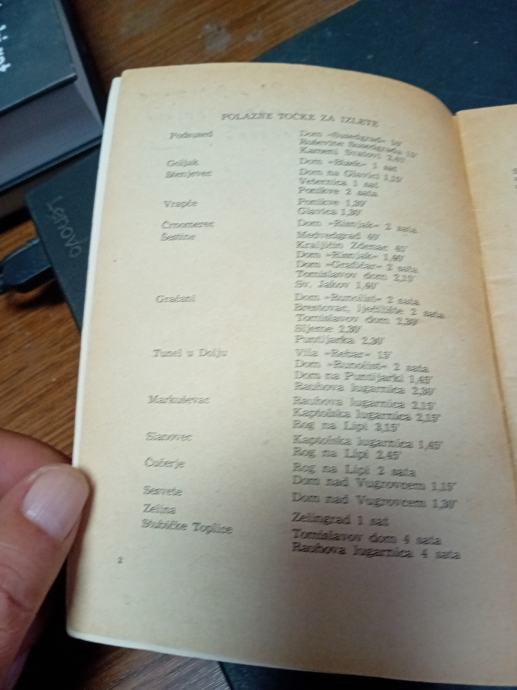 POLAZNE TOČKE ZA IZLETE
Podsused Dom »Susedgrad« 10'
Ruševine Susedgrada 15'
Kameni Svatovi 2,40'
Goljak Dom »Risek« 1 sat
Stenjevec Dom na Glavici 1,15'
Veternica 1 sat
Ponikve 2 sata
Vrapče Ponikve 1,30'
Glavica 1,30'
Črnomerec Dom »Risnjak« 2 sata
Šestine Medvedgrad 40'
Kraljičin Zdenac 45'
Dom »Risnjak« 1,40'
Dom »Grafičar« 2 sata
Tomislavov dom 2,15'
Sv. Jakov 1,40'
Gračani Dom »Runolist« 2 sata
Brestovac, lječilište 2 sata
Tomislavov dom 2,30'
Sljeme 2,30'
Puntijarka 2,30'
Tunel u Dolju Vila »Rebar« 15'
Dom »Runolist« 2 sata
Dom na Puntijarki 1,45'
Rauhova lugarnica 2,30'
Markuševac Rauhova lugarnica 2,15'
Kaptolska lugarnica 2,15'
Rog na Lipi 3,15'
Slanovec Kaptolska lugarnica 1,45'
Rog na Lipi 2,45'
Čučerje Rog na Lipi 2 sata
Dom nad Vugrovcem 1,15'
Sesvete Dom nad Vugrovcem 1,30'
Zelina Zelingrad 1 sat
Stubičke Toplice Tomislavov dom 4 sata
Rauhova lugarnica 4 sata
2
Lenovo